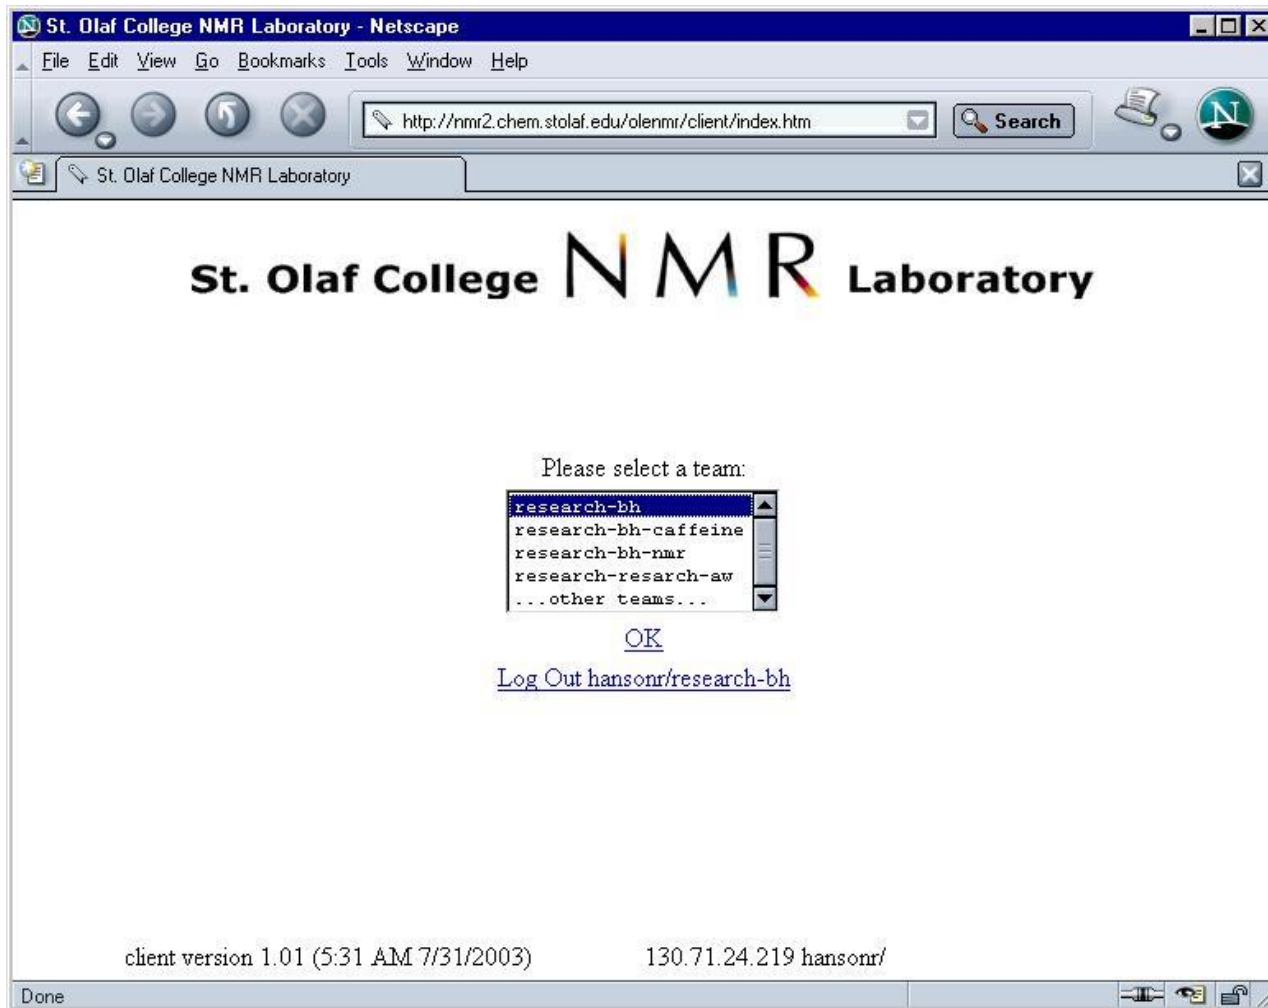 St. Olaf College NMR Laboratory - Netscape
File Edit View Go Bookmarks Tools Window Help
http://nmr2.chem.stolaf.edu/olenmr/client/index.htm Search
St. Olaf College NMR Laboratory
St. Olaf College NMR Laboratory
Please select a team:
research-bh
research-bh-caffeine
research-bh-nmr
research-resarch-aw
...other teams...
OK
Log Out hansonr/research-bh
client version 1.01 (5:31 AM 7/31/2003) 130.71.24.219 hansonr/
Done